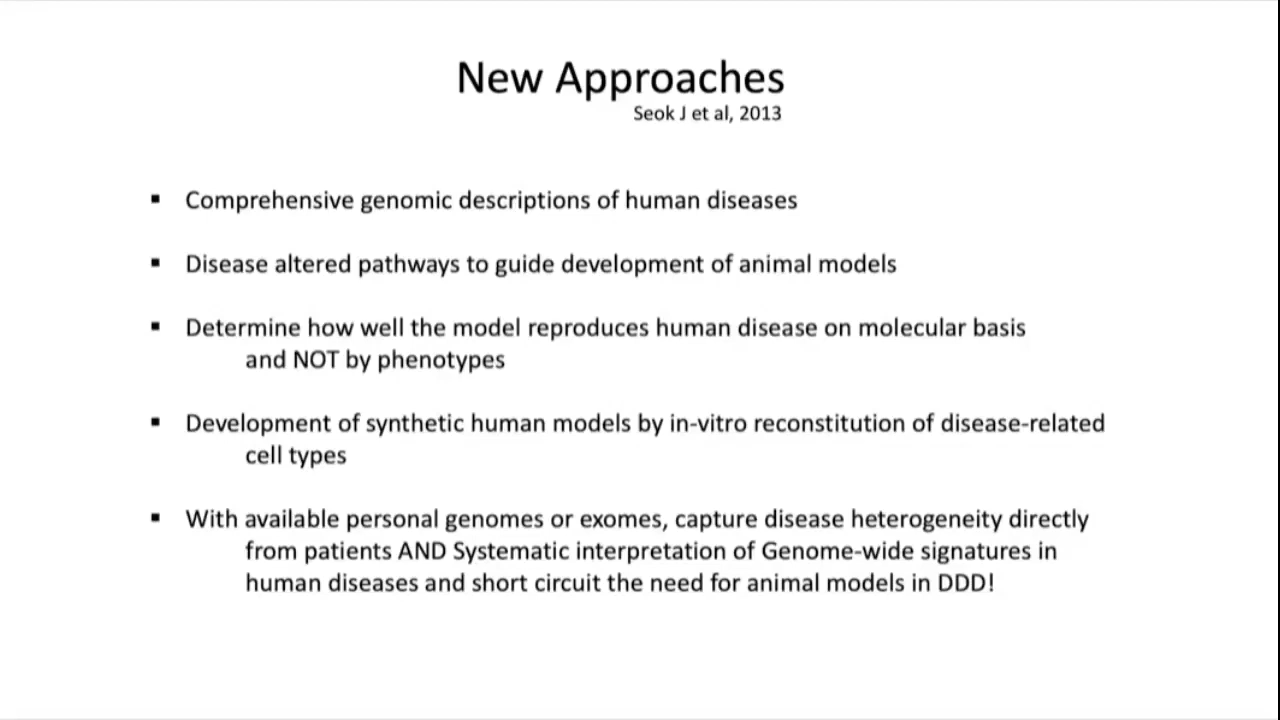 New Approaches
Seok J et al, 2013
▪ Comprehensive genomic descriptions of human diseases
▪ Disease altered pathways to guide development of animal models
▪ Determine how well the model reproduces human disease on molecular basis
and NOT by phenotypes
▪ Development of synthetic human models by in-vitro reconstitution of disease-related
cell types
▪ With available personal genomes or exomes, capture disease heterogeneity directly
from patients AND Systematic interpretation of Genome-wide signatures in
human diseases and short circuit the need for animal models in DDD!